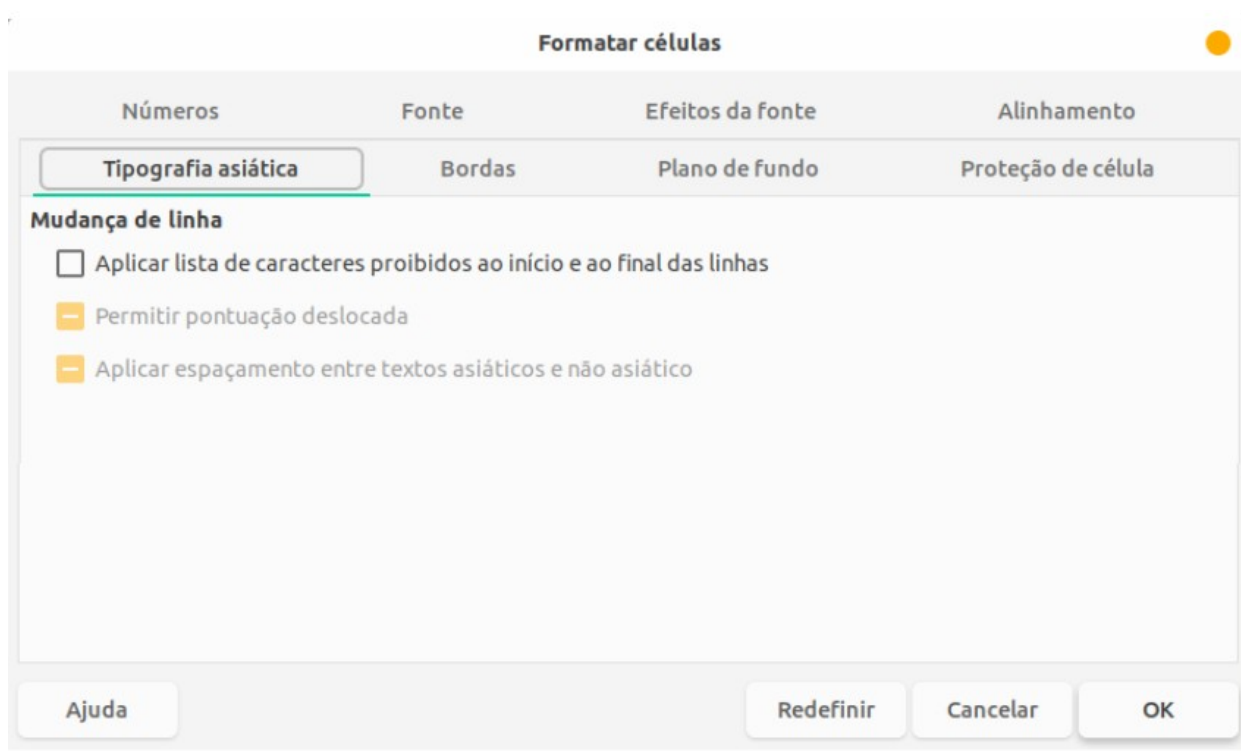 Formatar células
Números Fonte Efeitos da fonte Alinhamento
Tipografia asiática Bordas Plano de fundo Proteção de célula
Mudança de linha
Aplicar lista de caracteres proibidos ao início e ao final das linhas
Permitir pontuação deslocada
Aplicar espaçamento entre textos asiáticos e não asiático
Ajuda Redefinir Cancelar OK